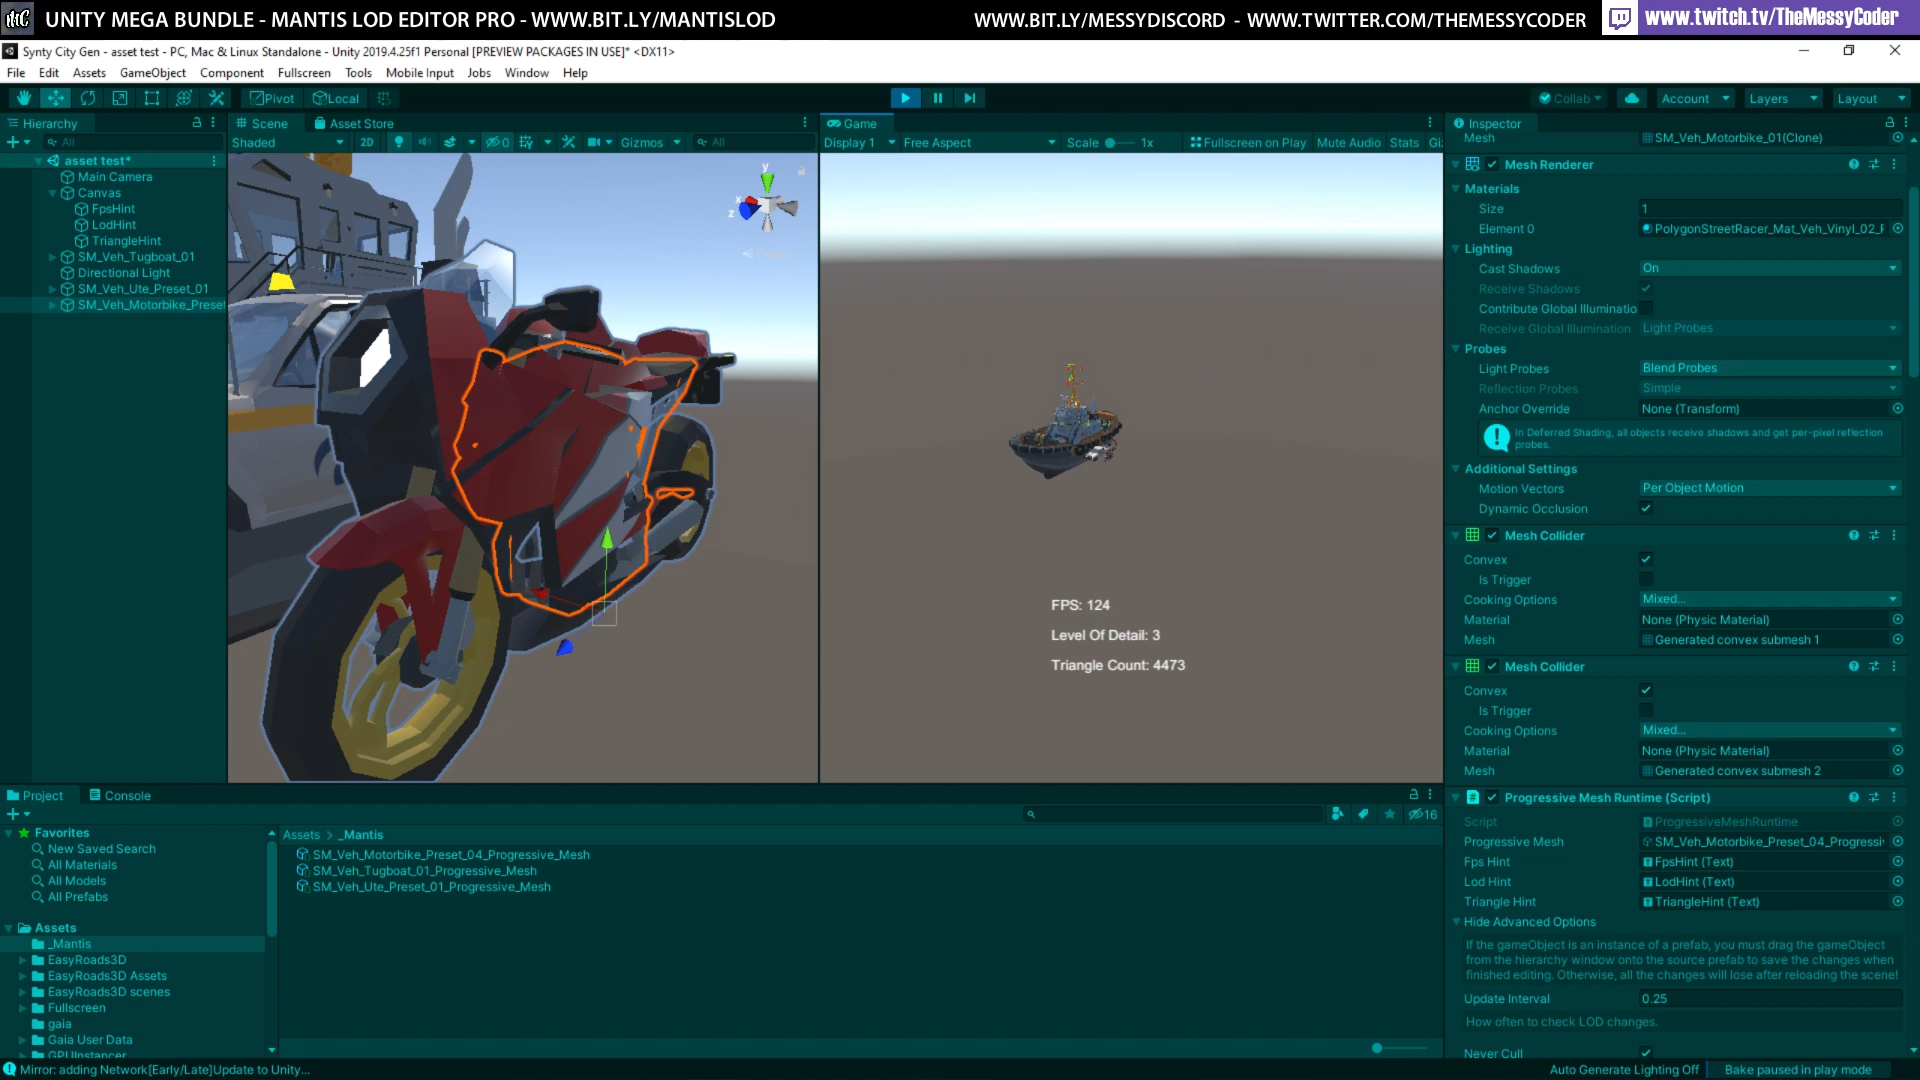 UNITY MEGA BUNDLE - MANTIS LOD EDITOR PRO - WWW.BIT.LY/MANTISLOD
WWW.BIT.LY/MESSYDISCORD - WWW.TWITTER.COM/THEMESSYCODER
www.twitch.tv/TheMessyCoder
Synty City Gen - asset test - PC, Mac & Linux Standalone - Unity 2019.4.25f1 Personal [PREVIEW PACKAGES IN USE]* <DX11>
File Edit Assets GameObject Component Fullscreen Tools Mobile Input Jobs Window Help
Pivot Local
Collab Account Layers Layout
Hierarchy
All
asset test*
Main Camera
Canvas
FpsHint
LodHint
TriangleHint
SM_Veh_Tugboat_01
Directional Light
SM_Veh_Ute_Preset_01
SM_Veh_Motorbike_Preset
Scene Asset Store
Shaded 2D 0 Gizmos All
y
x
z
Game
Display 1 Free Aspect Scale 1x Fullscreen on Play Mute Audio Stats Gi
FPS: 124
Level Of Detail: 3
Triangle Count: 4473
Inspector
Mesh SM_Veh_Motorbike_01(Clone)
Mesh Renderer
Materials
Size 1
Element 0 PolygonStreetRacer_Mat_Veh_Vinyl_02_F
Lighting
Cast Shadows On
Receive Shadows
Contribute Global Illuminatio
Receive Global Illumination Light Probes
Probes
Light Probes Blend Probes
Reflection Probes Simple
Anchor Override None (Transform)
In Deferred Shading, all objects receive shadows and get per-pixel reflection
probes.
Additional Settings
Motion Vectors Per Object Motion
Dynamic Occlusion
Mesh Collider
Convex
Is Trigger
Cooking Options Mixed...
Material None (Physic Material)
Mesh Generated convex submesh 1
Mesh Collider
Convex
Is Trigger
Cooking Options Mixed...
Material None (Physic Material)
Mesh Generated convex submesh 2
Progressive Mesh Runtime (Script)
Script ProgressiveMeshRuntime
Progressive Mesh SM_Veh_Motorbike_Preset_04_Progressi
Fps Hint FpsHint (Text)
Lod Hint LodHint (Text)
Triangle Hint TriangleHint (Text)
Hide Advanced Options
If the gameObject is an instance of a prefab, you must drag the gameObject
from the hierarchy window onto the source prefab to save the changes when
finished editing. Otherwise, all the changes will lose after reloading the scene!
Update Interval 0.25
How often to check LOD changes.
Never Cull
Project Console
16
Favorites
New Saved Search
All Materials
All Models
All Prefabs
Assets
_Mantis
EasyRoads3D
EasyRoads3D Assets
EasyRoads3D scenes
Fullscreen
gaia
Gaia User Data
GPUInstancer
Assets > _Mantis
SM_Veh_Motorbike_Preset_04_Progressive_Mesh
SM_Veh_Tugboat_01_Progressive_Mesh
SM_Veh_Ute_Preset_01_Progressive_Mesh
Mirror: adding Network[Early/Late]Update to Unity...
Auto Generate Lighting Off Bake paused in play mode